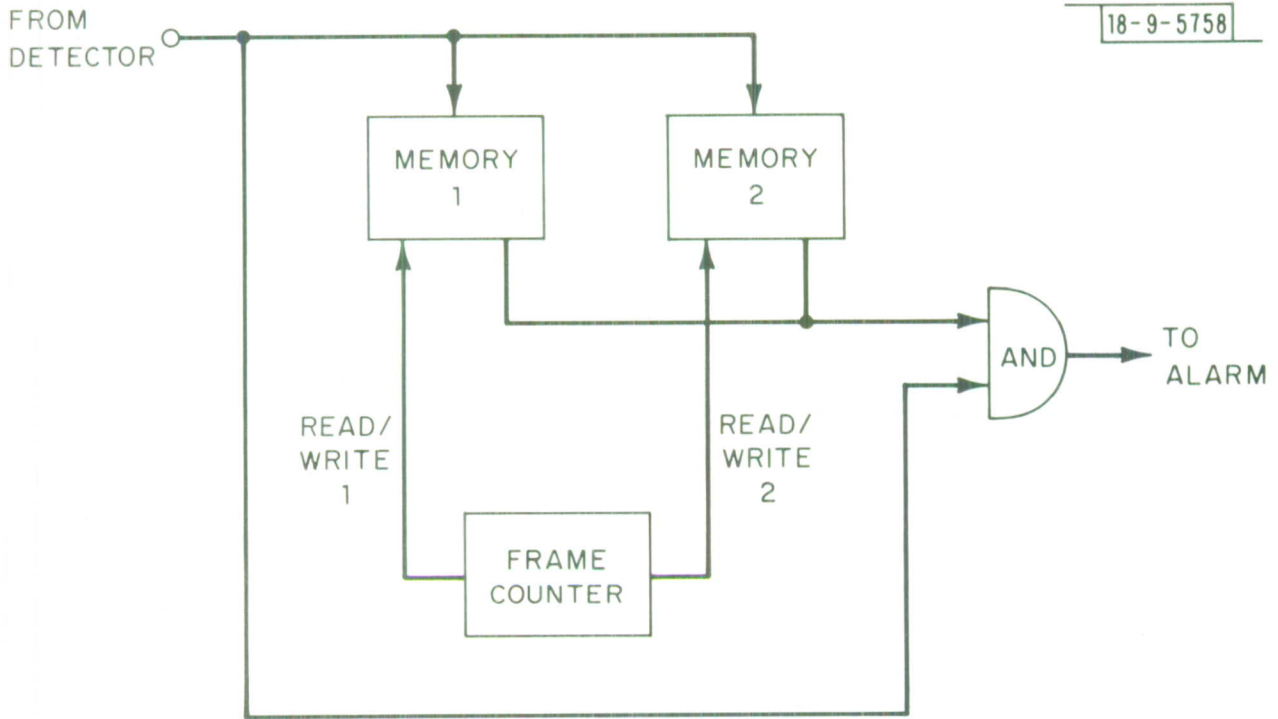 FROM
DETECTOR
18-9-5758
MEMORY
1
MEMORY
2
AND
TO
ALARM
READ/
WRITE
1
READ/
WRITE
2
FRAME
COUNTER